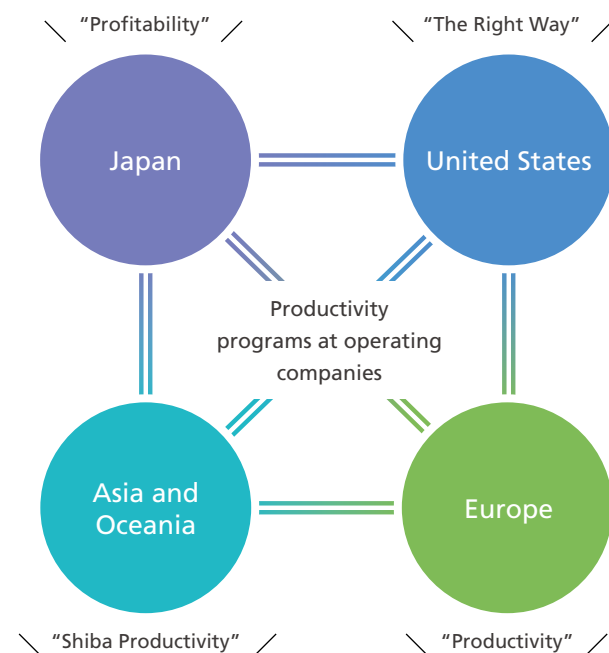 “Profitability”
“The Right Way”
Japan
United States
Productivity
programs at operating
companies
Asia and
Oceania
Europe
“Shiba Productivity”
“Productivity”